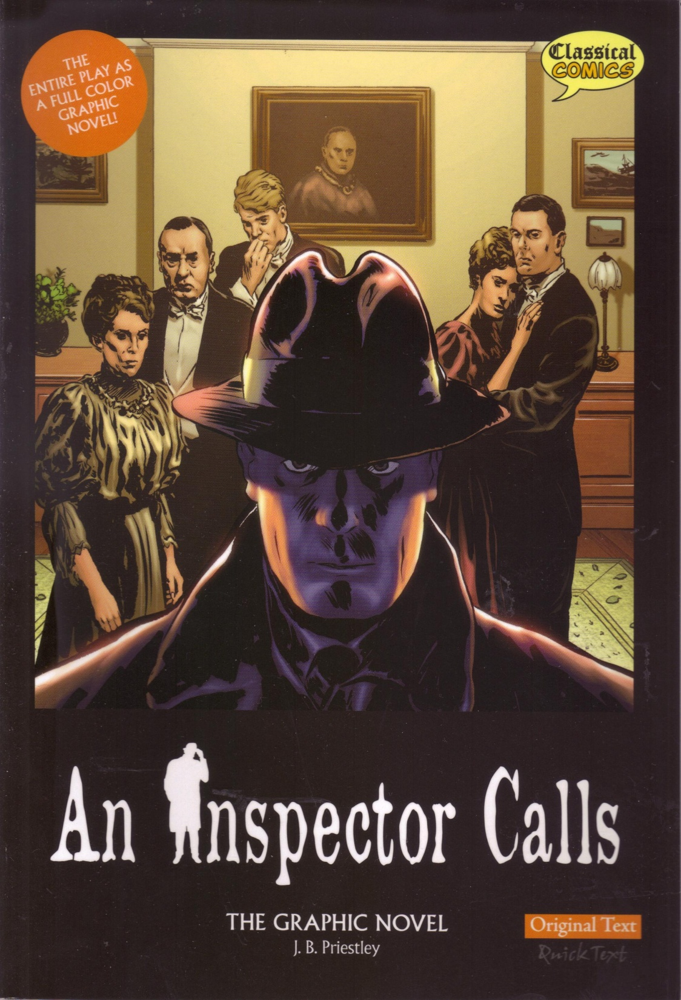 THE
ENTIRE PLAY AS
A FULL COLOR
GRAPHIC
NOVEL!
Classical
COMICS
An Inspector Calls
THE GRAPHIC NOVEL
J. B. Priestley
Original Text
Quick Text